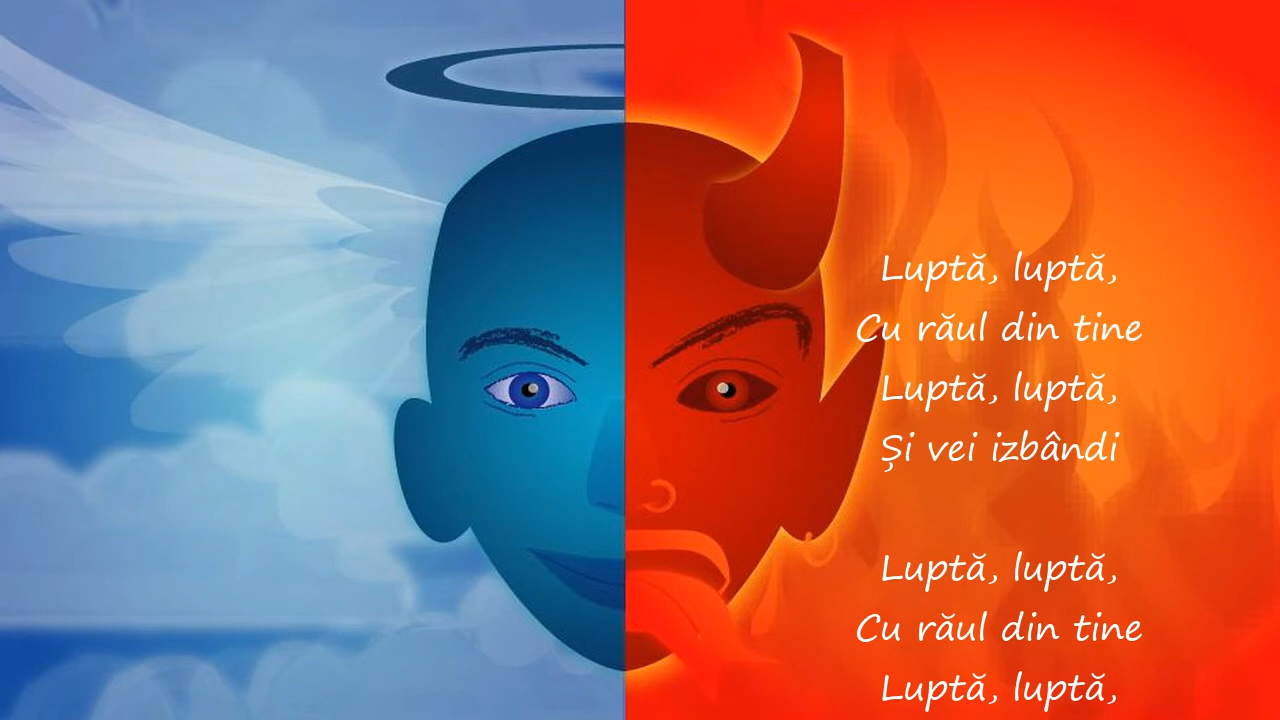 Luptă, luptă,
Cu răul din tine
Luptă, luptă,
Și vei izbândi
Luptă, luptă,
Cu răul din tine
Luptă, luptă,